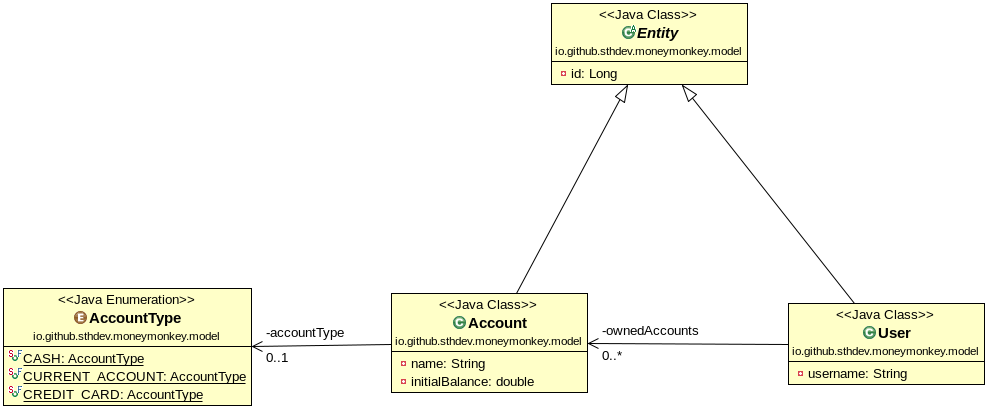 <<Java Class>>
Entity
io.github.sthdev.moneymonkey.model
id: Long
<<Java Enumeration>>
AccountType
io.github.sthdev.moneymonkey.model
CASH: AccountType
CURRENT_ACCOUNT: AccountType
CREDIT_CARD: AccountType
-accountType
0..1
<<Java Class>>
Account
io.github.sthdev.moneymonkey.model
name: String
initialBalance: double
-ownedAccounts
0..*
<<Java Class>>
User
io.github.sthdev.moneymonkey.model
username: String